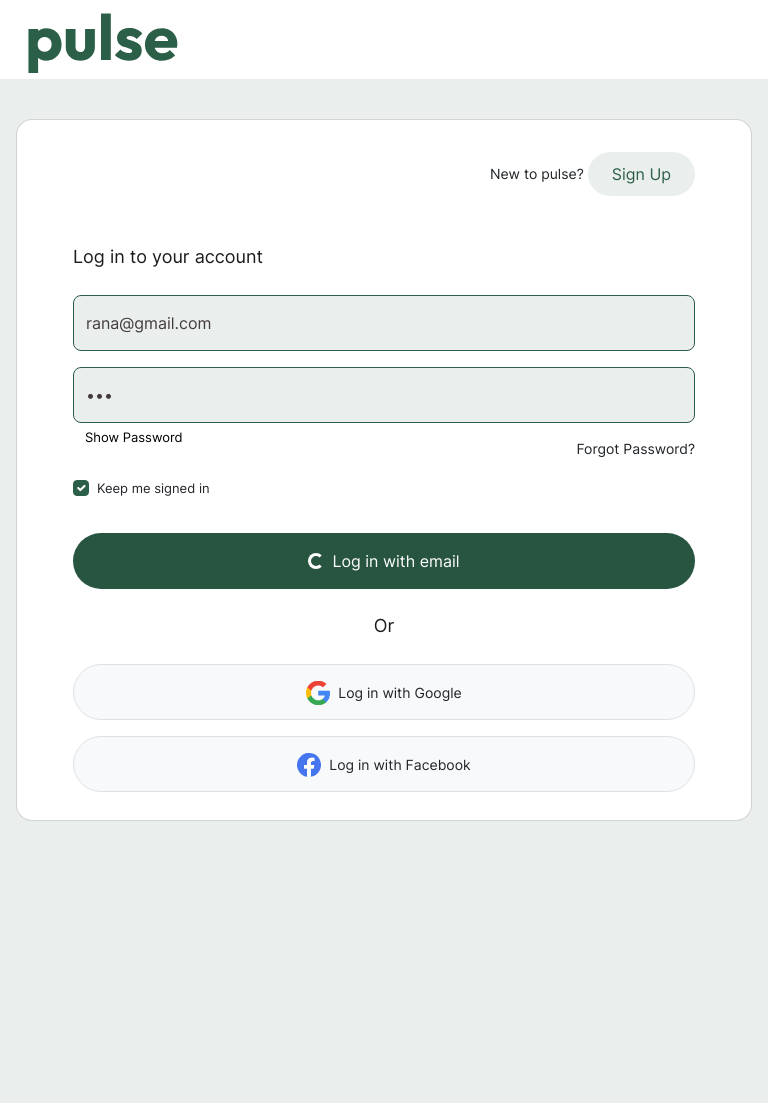 pulse
New to pulse? Sign Up
Log in to your account
rana@gmail.com
•••
Show Password
Forgot Password?
Keep me signed in
Log in with email
Or
Log in with Google
Log in with Facebook